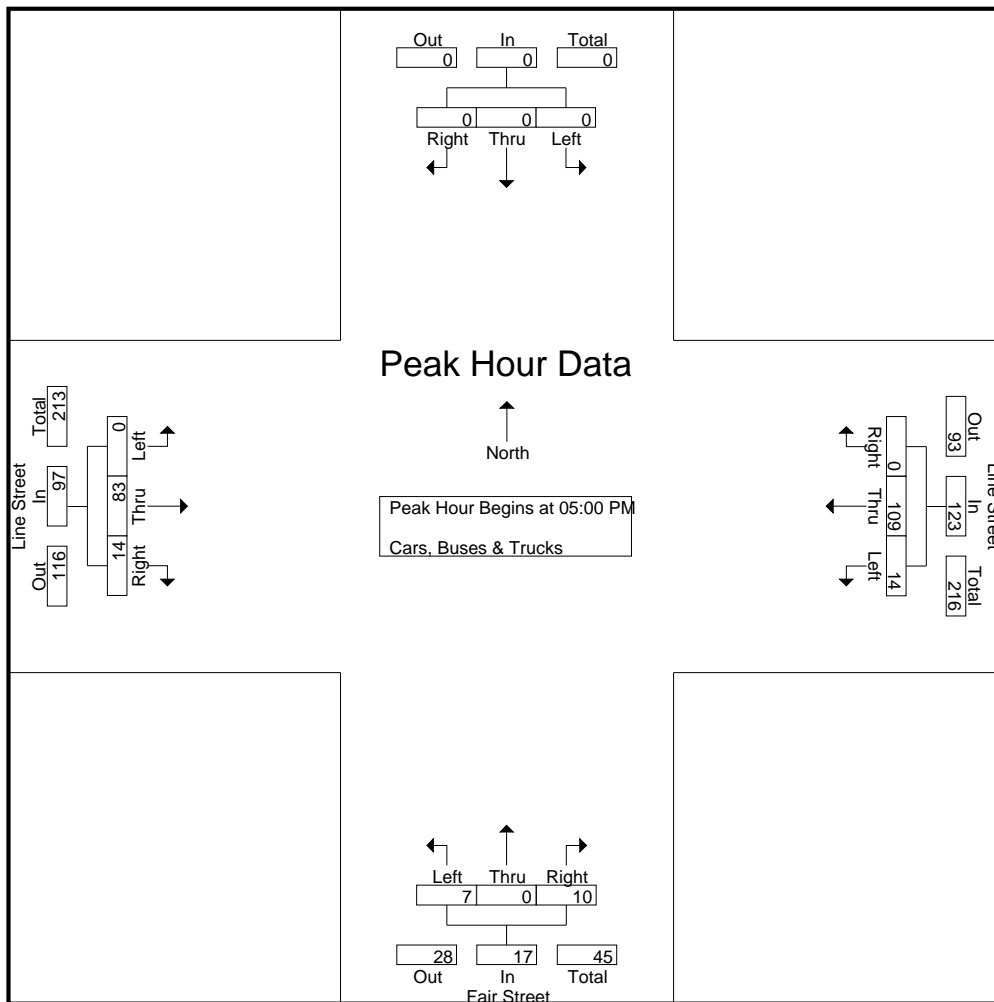 Out In Total
0 0 0
0 0 0
Right Thru Left
Peak Hour Data
North
Peak Hour Begins at 05:00 PM
Cars, Buses & Trucks
Line Street
Out In Total
116 97 213
14 83 0
Right Thru Left
Line Street
Out In Total
93 123 216
0 109 14
Right Thru Left
Left Thru Right
7 0 10
28 17 45
Out In Total
Fair Street